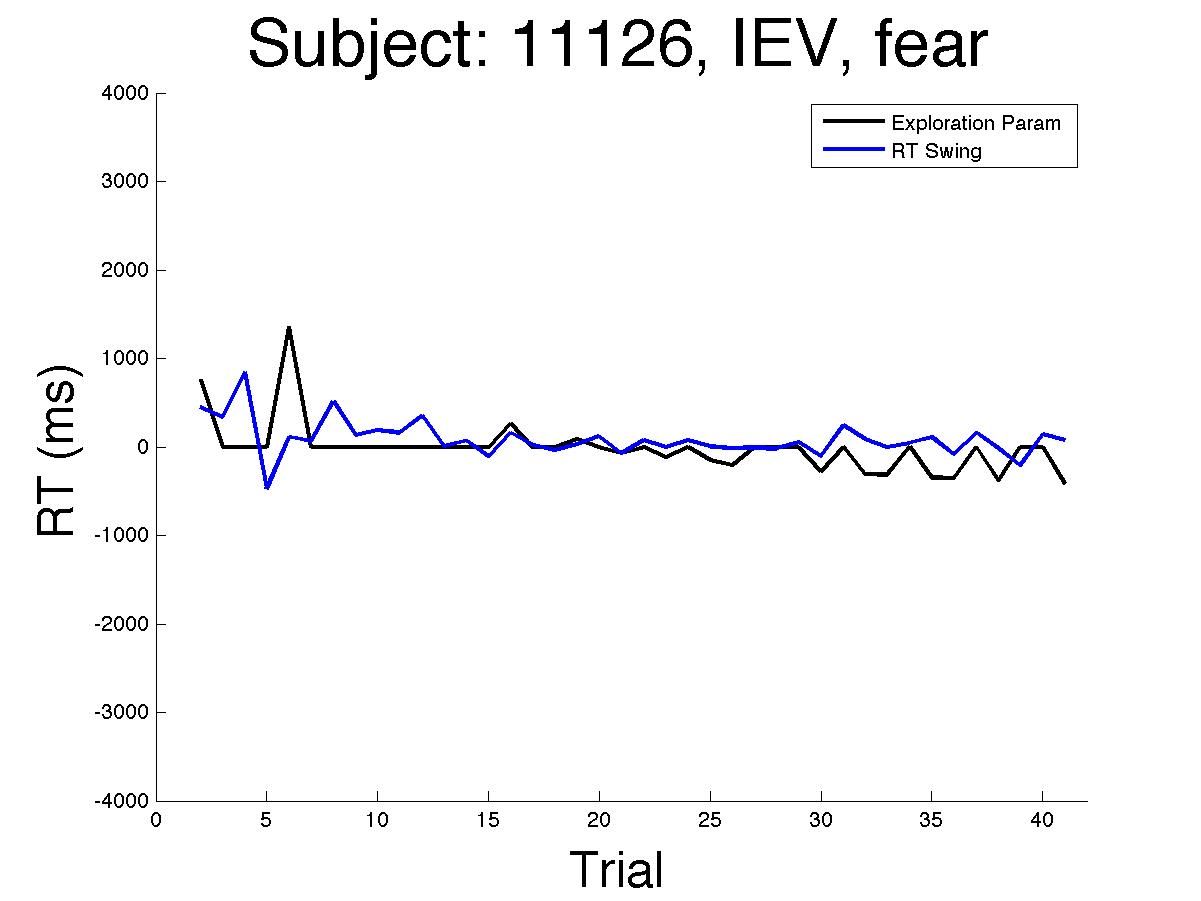 Subject: 11126, IEV, fear
4000
3000
2000
1000
0
-1000
-2000
-3000
-4000
RT (ms)
Exploration Param
RT Swing
0 5 10 15 20 25 30 35 40
Trial